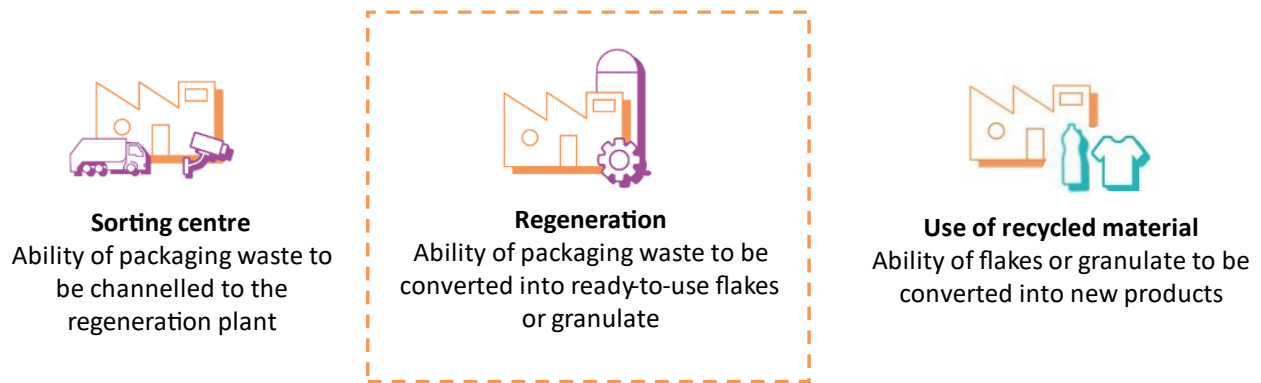 Sorting centre
Ability of packaging waste to
be channelled to the
regeneration plant
Regeneration
Ability of packaging waste to be
converted into ready-to-use flakes
or granulate
Use of recycled material
Ability of flakes or granulate to be
converted into new products